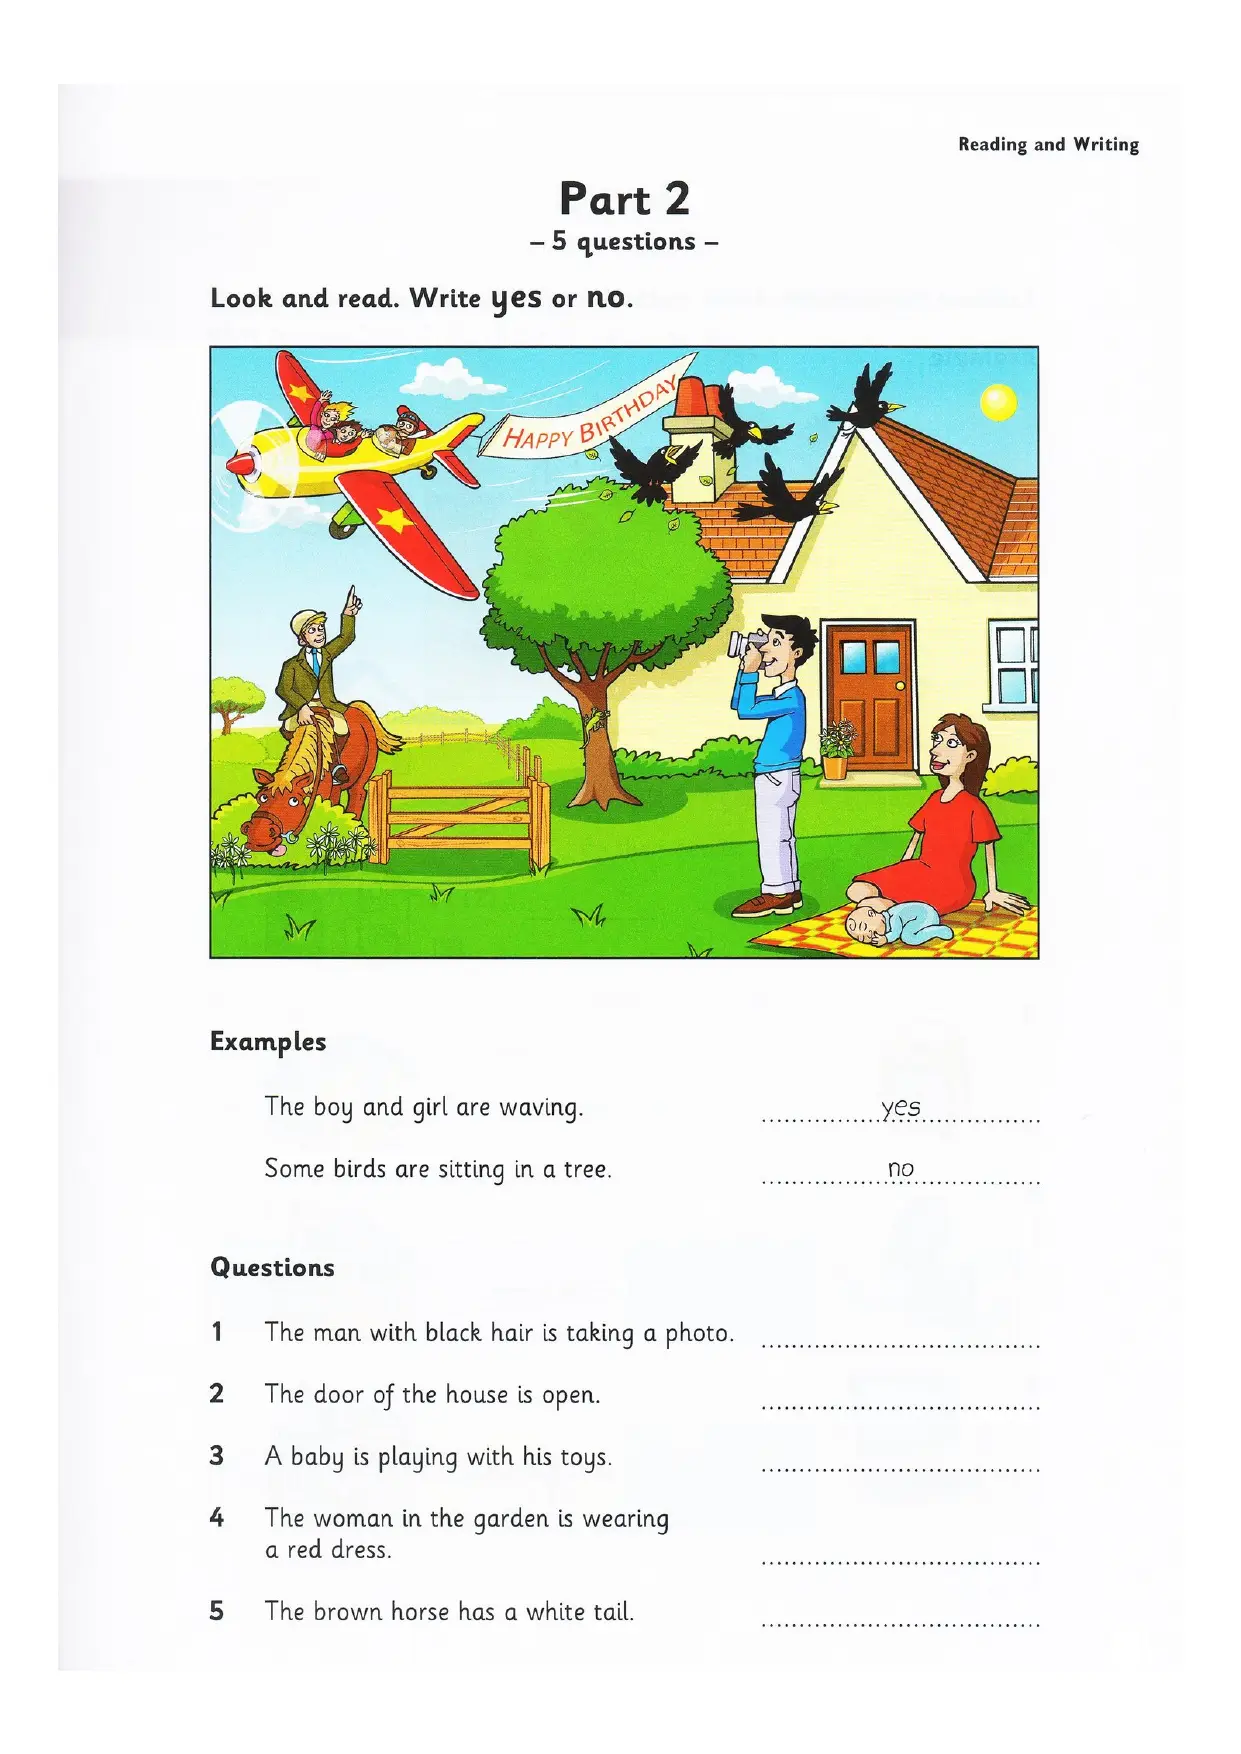 Reading and Writing
Part 2
– 5 questions –
Look and read. Write yes or no.
HAPPY BIRTHDAY
Examples
The boy and girl are waving. yes
Some birds are sitting in a tree. no
Questions
1 The man with black hair is taking a photo.
2 The door of the house is open.
3 A baby is playing with his toys.
4 The woman in the garden is wearing
a red dress.
5 The brown horse has a white tail.